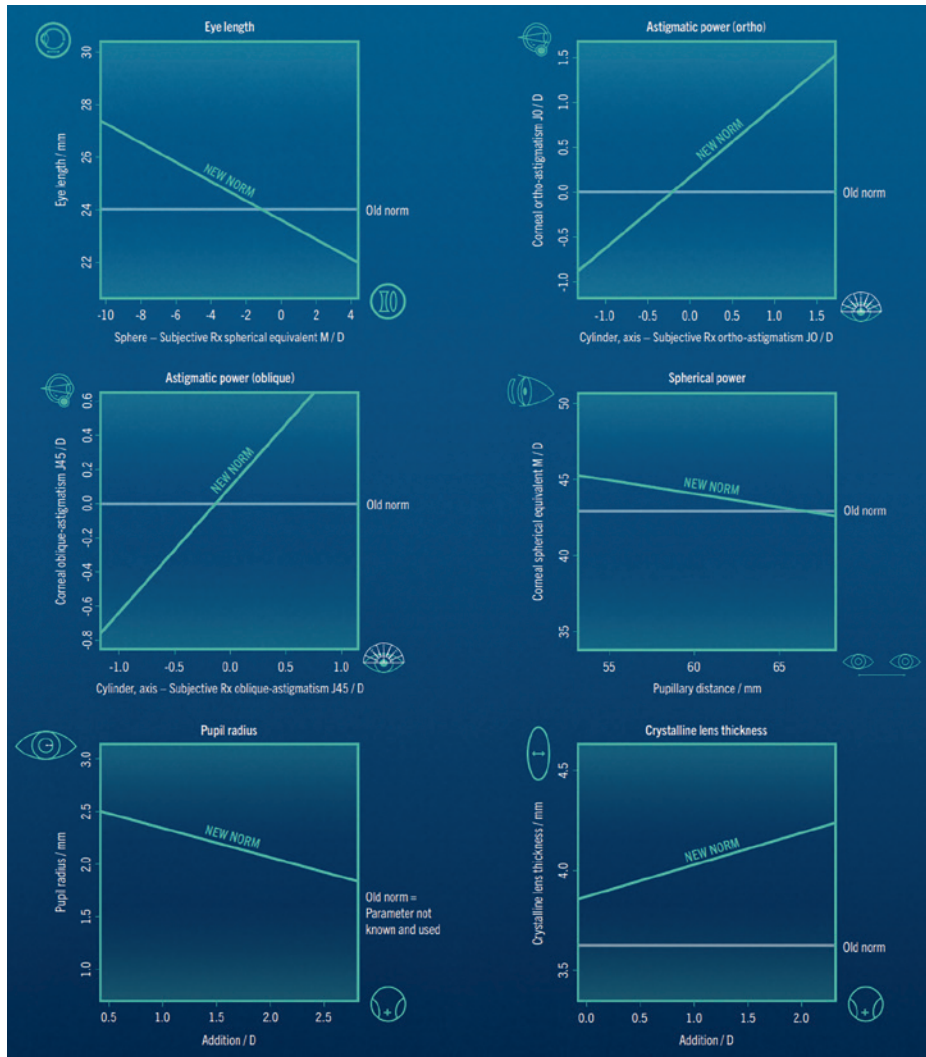 Eye length
30
28
26
24
22
Eye length / mm
NEW NORM
Old norm
-10 -8 -6 -4 -2 0 2 4
Sphere – Subjective Rx spherical equivalent M / D
Astigmatic power (ortho)
1.5
1.0
0.5
0.0
-0.5
-1.0
Corneal ortho-astigmatism J0 / D
NEW NORM
Old norm
-1.0 -0.5 0.0 0.5 1.0 1.5
Cylinder, axis – Subjective Rx ortho-astigmatism J0 / D
Astigmatic power (oblique)
0.6
0.4
0.2
0.0
-0.2
-0.4
-0.6
-0.8
Corneal oblique-astigmatism J45 / D
NEW NORM
Old norm
-1.0 -0.5 0.0 0.5 1.0
Cylinder, axis – Subjective Rx oblique-astigmatism J45 / D
Spherical power
50
45
40
35
Corneal spherical equivalent M / D
NEW NORM
Old norm
55 60 65
Pupillary distance / mm
Pupil radius
3.0
2.5
2.0
1.5
1.0
Pupil radius / mm
NEW NORM
Old norm =
Parameter not
known and used
0.5 1.0 1.5 2.0 2.5
Addition / D
Crystalline lens thickness
4.5
4.0
3.5
Crystalline lens thickness / mm
NEW NORM
Old norm
0.0 0.5 1.0 1.5 2.0
Addition / D